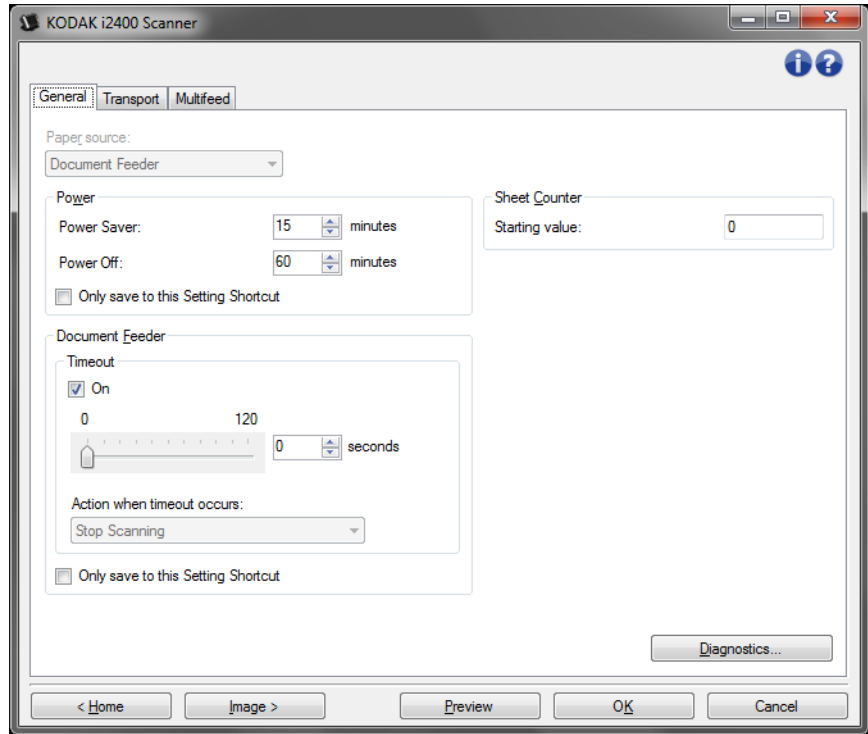 KODAK i2400 Scanner
General Transport Multifeed
Paper source:
Document Feeder
Power
Power Saver: 15 minutes
Power Off: 60 minutes
Only save to this Setting Shortcut
Sheet Counter
Starting value: 0
Document Feeder
Timeout
On
0 120
0 seconds
Action when timeout occurs:
Stop Scanning
Only save to this Setting Shortcut
Diagnostics...
< Home Image > Preview OK Cancel